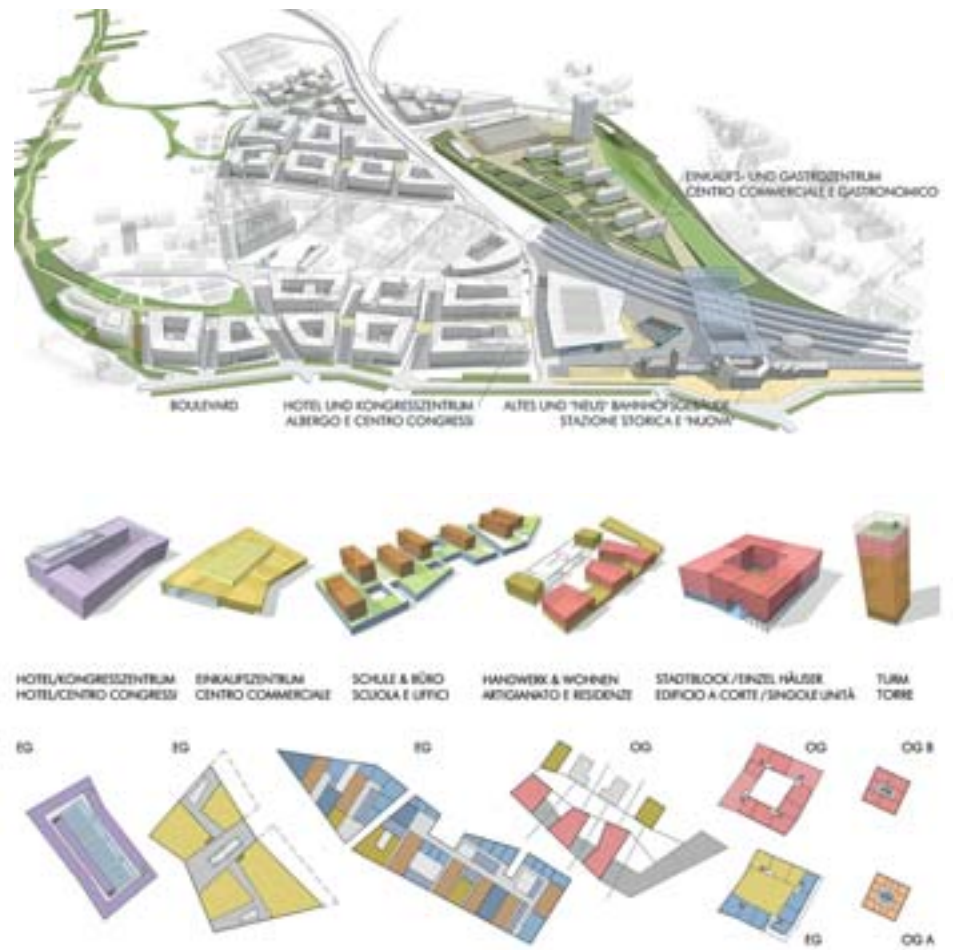 EINKAUFS- UND GASTROZENTRUM
CENTRO COMMERCIALE E GASTRONOMICO
BOULEVARD
HOTEL UND KONGRESSZENTRUM
ALBERGO E CENTRO CONGRESSI
ALTES UND "NEUS" BAHNHOFSGEBÄUDE
STAZIONE STORICA E "NUOVA"
HOTEL/KONGRESSZENTRUM
HOTEL/CENTRO CONGRESSI
EINKAUFSZENTRUM
CENTRO COMMERCIALE
SCHULE & BÜRO
SCUOLA E UFFICI
HANDWERK & WOHNEN
ARTIGIANATO E RESIDENZE
STADTBLOCK/EINZEL HÄUSER
EDIFICIO A CORTE/SINGOLE UNITÀ
TURM
TORRE
EG
EG
EG
OG
OG
OG B
EG
OG A